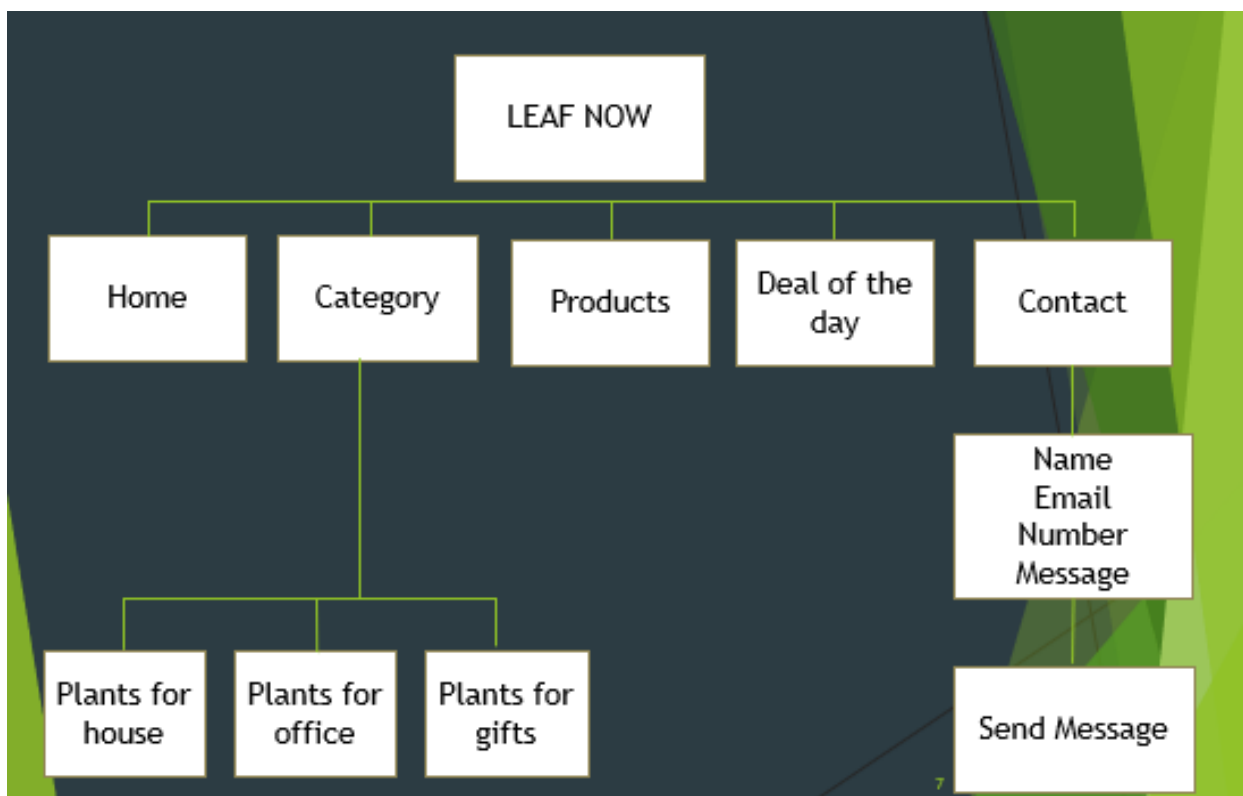 LEAF NOW
Home
Category
Products
Deal of the
day
Contact
Name
Email
Number
Message
Plants for
house
Plants for
office
Plants for
gifts
Send Message
7